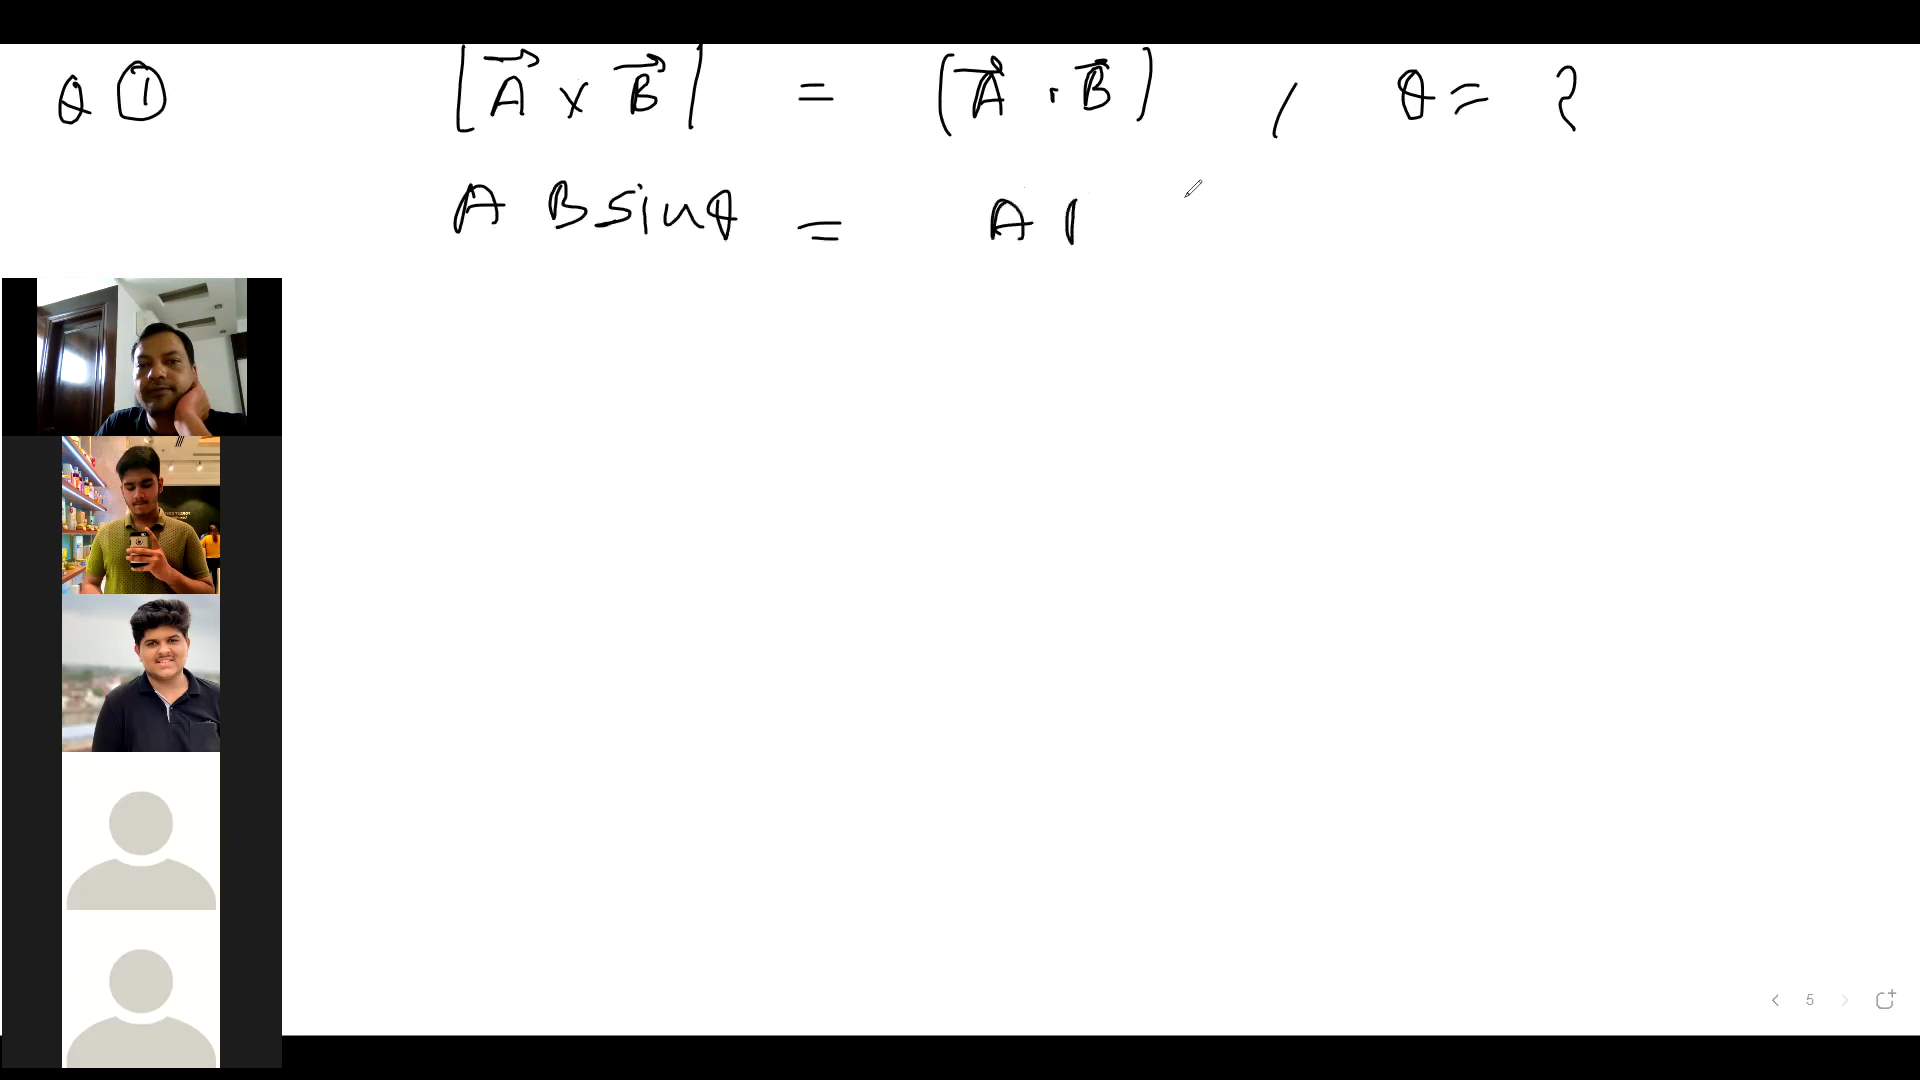 Q ① |A⃗ × B⃗| = (A⃗ · B⃗) , θ = ?
A B sinθ = A
5